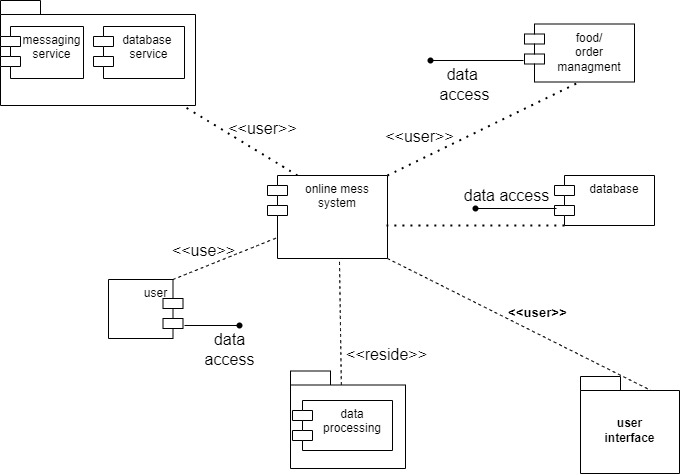 messaging
service
database
service
food/
order
managment
data
access
<<user>>
<<user>>
online mess
system
data access
database
<<use>>
user
data
access
<<user>>
<<reside>>
data
processing
user
interface